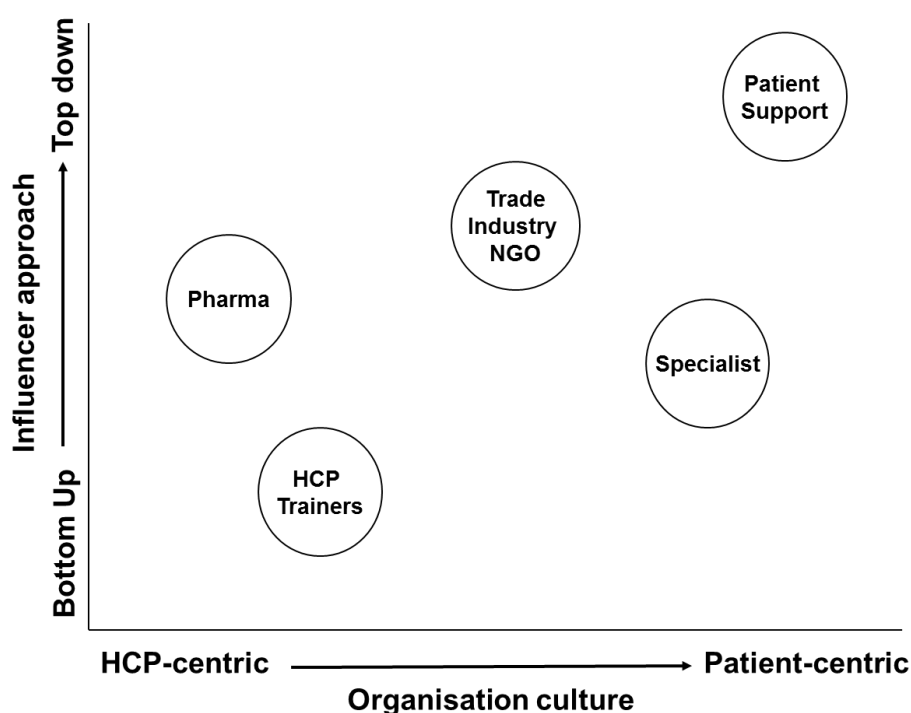 Top down
Influencer approach
Bottom Up
Patient
Support
Trade
Industry
NGO
Pharma
Specialist
HCP
Trainers
HCP-centric
Patient-centric
Organisation culture